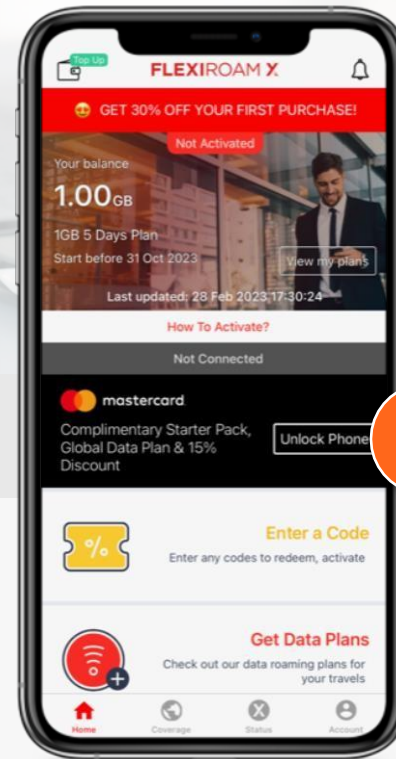 Top Up
FLEXIROAM X
GET 30% OFF YOUR FIRST PURCHASE!
Not Activated
Your balance
1.00GB
1GB 5 Days Plan
Start before 31 Oct 2023
View my plans
Last updated: 28 Feb 2023 17:30:24
How To Activate?
Not Connected
mastercard
Complimentary Starter Pack,
Global Data Plan & 15%
Discount
Unlock Phone
%
Enter a Code
Enter any codes to redeem, activate
Get Data Plans
Check out our data roaming plans for
your travels
Home
Coverage
X
Status
Account